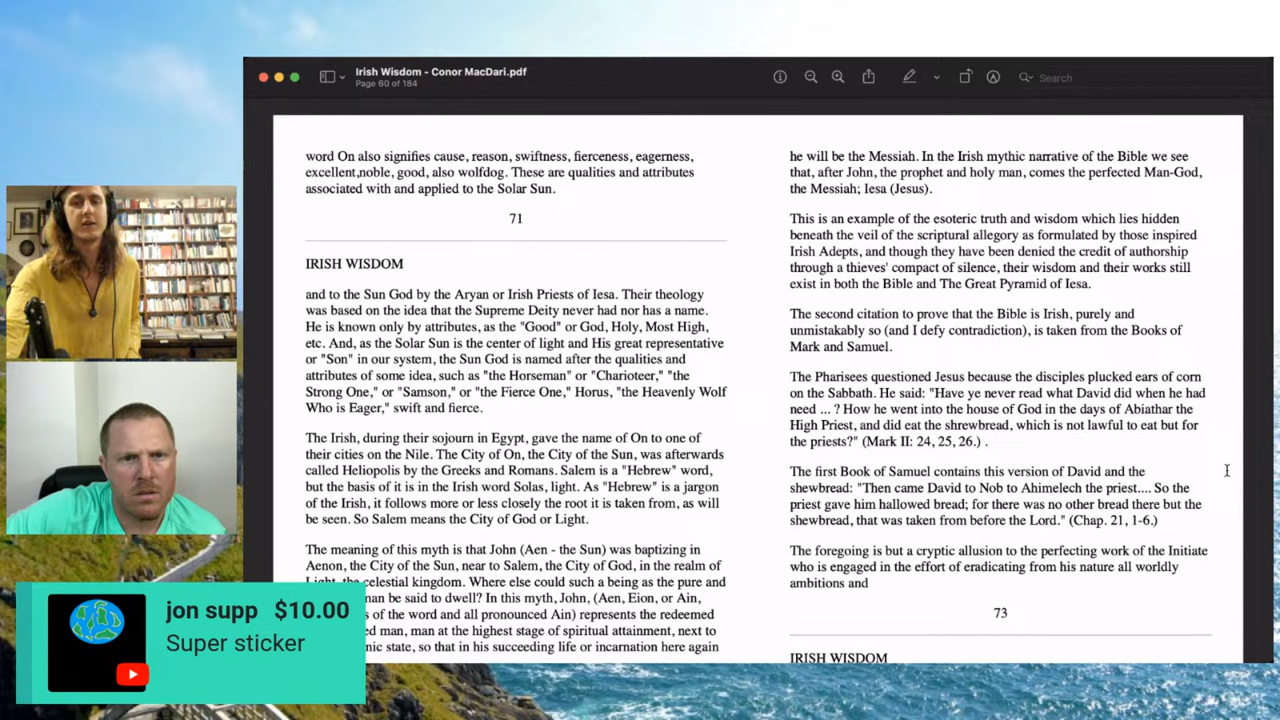 Irish Wisdom - Conor MacDari.pdf
Page 60 of 184
Search
word On also signifies cause, reason, swiftness, fierceness, eagerness,
excellent,noble, good, also wolfdog. These are qualities and attributes
associated with and applied to the Solar Sun.
71
IRISH WISDOM
and to the Sun God by the Aryan or Irish Priests of Iesa. Their theology
was based on the idea that the Supreme Deity never had nor has a name.
He is known only by attributes, as the "Good" or God, Holy, Most High,
etc. And, as the Solar Sun is the center of light and His great representative
or "Son" in our system, the Sun God is named after the qualities and
attributes of some idea, such as "the Horseman" or "Charioteer," "the
Strong One," or "Samson," or "the Fierce One," Horus, "the Heavenly Wolf
Who is Eager," swift and fierce.
The Irish, during their sojourn in Egypt, gave the name of On to one of
their cities on the Nile. The City of On, the City of the Sun, was afterwards
called Heliopolis by the Greeks and Romans. Salem is a "Hebrew" word,
but the basis of it is in the Irish word Solas, light. As "Hebrew" is a jargon
of the Irish, it follows more or less closely the root it is taken from, as will
be seen. So Salem means the City of God or Light.
The meaning of this myth is that John (Aen - the Sun) was baptizing in
Aenon, the City of the Sun, near to Salem, the City of God, in the realm of
Light, the celestial kingdom. Where else could such a being as the pure and
man be said to dwell? In this myth, John, (Aen, Eion, or Ain,
of the word and all pronounced Ain) represents the redeemed
man, man at the highest stage of spiritual attainment, next to
state, so that in his succeeding life or incarnation here again
he will be the Messiah. In the Irish mythic narrative of the Bible we see
that, after John, the prophet and holy man, comes the perfected Man-God,
the Messiah; Iesa (Jesus).
This is an example of the esoteric truth and wisdom which lies hidden
beneath the veil of the scriptural allegory as formulated by those inspired
Irish Adepts, and though they have been denied the credit of authorship
through a thieves' compact of silence, their wisdom and their works still
exist in both the Bible and The Great Pyramid of Iesa.
The second citation to prove that the Bible is Irish, purely and
unmistakably so (and I defy contradiction), is taken from the Books of
Mark and Samuel.
The Pharisees questioned Jesus because the disciples plucked ears of corn
on the Sabbath. He said: "Have ye never read what David did when he had
need ... ? How he went into the house of God in the days of Abiathar the
High Priest, and did eat the shrewbread, which is not lawful to eat but for
the priests?" (Mark II: 24, 25, 26.) .
The first Book of Samuel contains this version of David and the
shewbread: "Then came David to Nob to Ahimelech the priest.... So the
priest gave him hallowed bread; for there was no other bread there but the
shewbread, that was taken from before the Lord." (Chap. 21, 1-6.)
The foregoing is but a cryptic allusion to the perfecting work of the Initiate
who is engaged in the effort of eradicating from his nature all worldly
ambitions and
73
IRISH WISDOM
jon supp $10.00
Super sticker